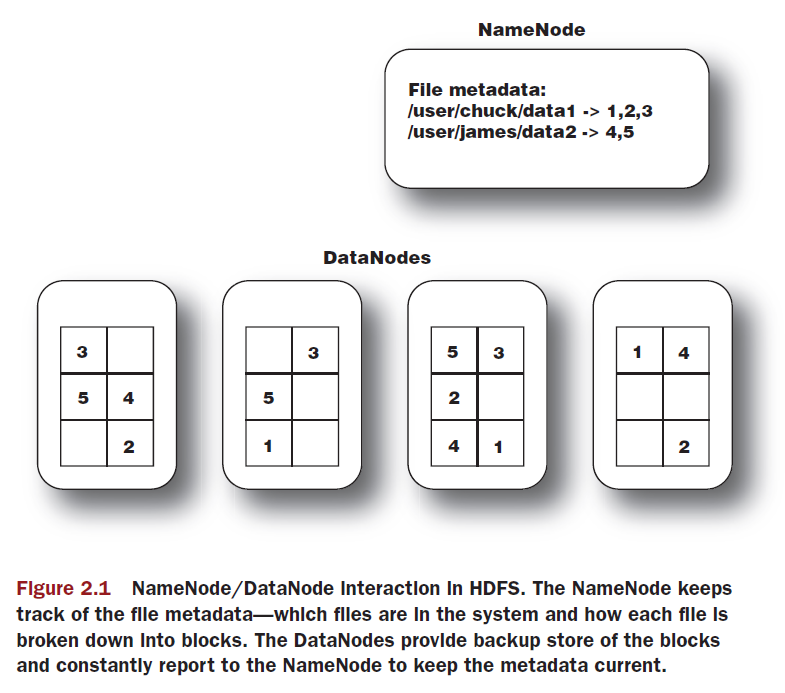 NameNode
File metadata:
/user/chuck/data1 -> 1,2,3
/user/james/data2 -> 4,5
DataNodes
3
5 4
2
3
5
1
5 3
2
4 1
1 4
2
Figure 2.1 NameNode/DataNode interaction in HDFS. The NameNode keeps
track of the file metadata—which files are in the system and how each file is
broken down into blocks. The DataNodes provide backup store of the blocks
and constantly report to the NameNode to keep the metadata current.